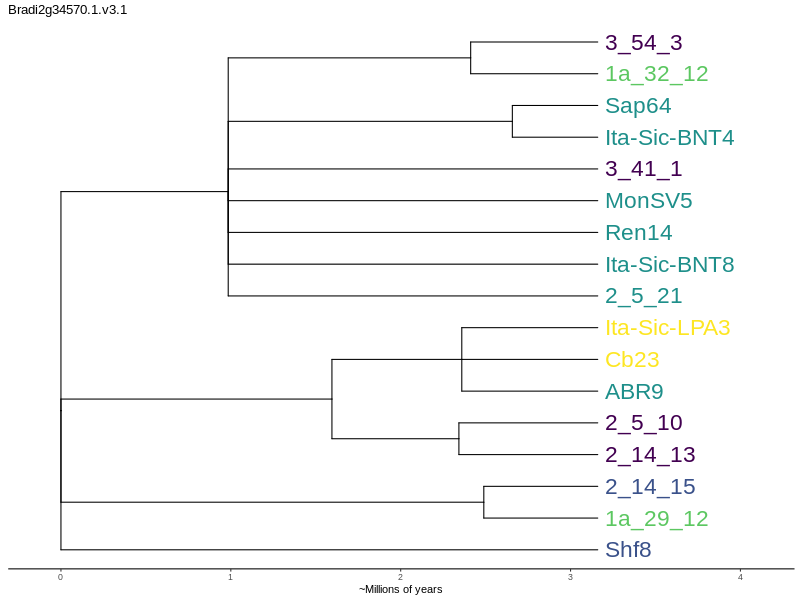 Bradi2g34570.1.v3.1
3_54_3
1a_32_12
Sap64
Ita-Sic-BNT4
3_41_1
MonSV5
Ren14
Ita-Sic-BNT8
2_5_21
Ita-Sic-LPA3
Cb23
ABR9
2_5_10
2_14_13
2_14_15
1a_29_12
Shf8
0 1 2 3 4
~Millions of years